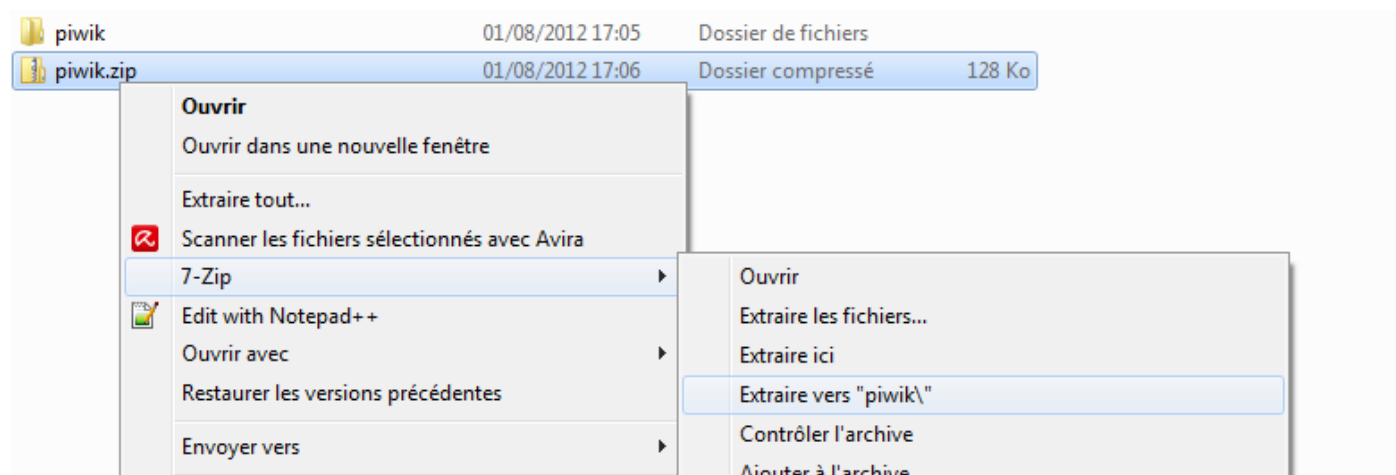 piwik 01/08/2012 17:05 Dossier de fichiers
piwik.zip 01/08/2012 17:06 Dossier compressé 128 Ko
Ouvrir
Ouvrir dans une nouvelle fenêtre
Extraire tout...
Scanner les fichiers sélectionnés avec Avira
7-Zip
Edit with Notepad++
Ouvrir avec
Restaurer les versions précédentes
Envoyer vers
Ouvrir
Extraire les fichiers...
Extraire ici
Extraire vers "piwik\"
Contrôler l'archive
Ajouter à l'archive